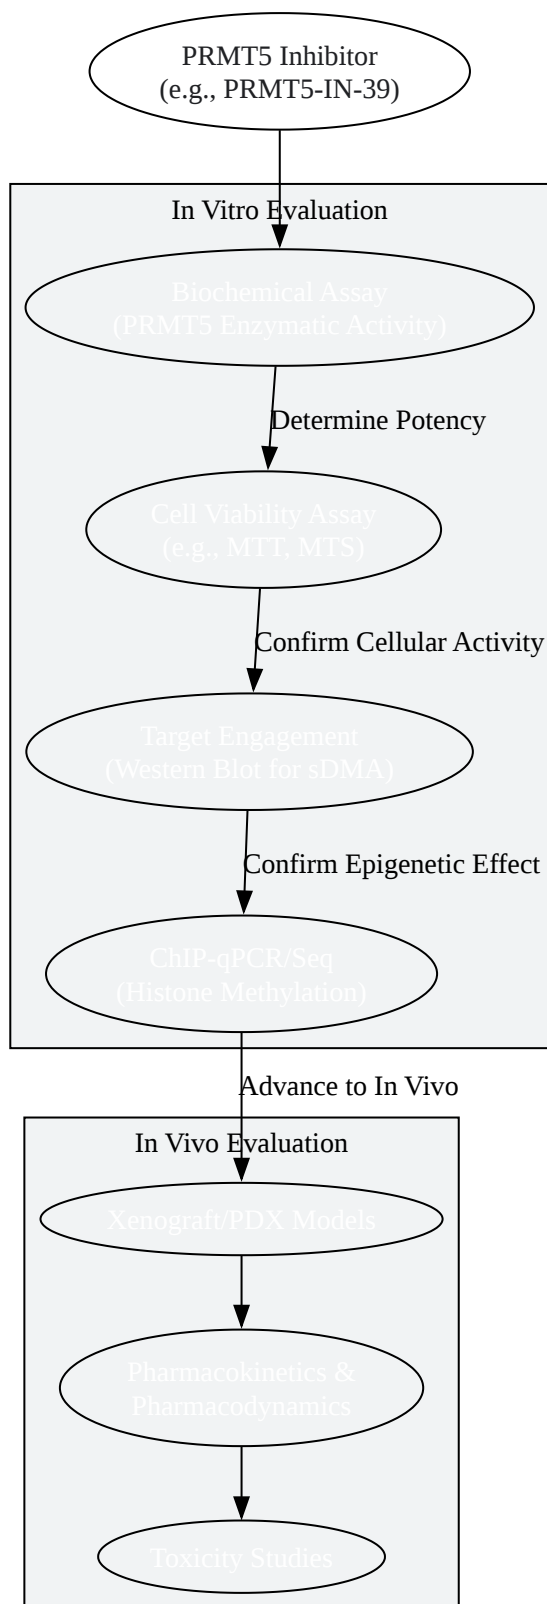 PRMT5 Inhibitor
(e.g., PRMT5-IN-39)
In Vitro Evaluation
Biochemical Assay
(PRMT5 Enzymatic Activity)
Determine Potency
Cell Viability Assay
(e.g., MTT, MTS)
Confirm Cellular Activity
Target Engagement
(Western Blot for sDMA)
Confirm Epigenetic Effect
ChIP-qPCR/Seq
(Histone Methylation)
Advance to In Vivo
In Vivo Evaluation
Xenograft/PDX Models
Pharmacokinetics &
Pharmacodynamics
Toxicity Studies